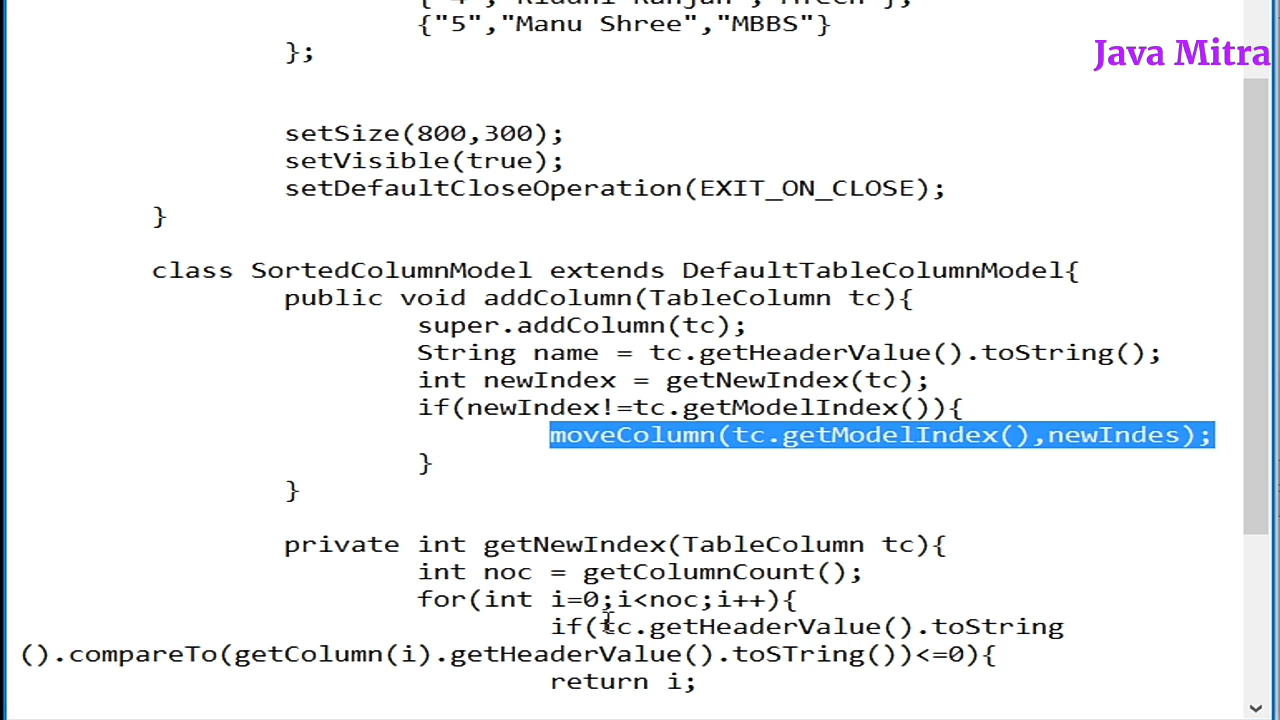 {"5","Manu Shree","MBBS"}
};
Java Mitra
setSize(800,300);
setVisible(true);
setDefaultCloseOperation(EXIT_ON_CLOSE);
}
class SortedColumnModel extends DefaultTableColumnModel{
public void addColumn(TableColumn tc){
super.addColumn(tc);
String name = tc.getHeaderValue().toString();
int newIndex = getNewIndex(tc);
if(newIndex!=tc.getModelIndex()){
moveColumn(tc.getModelIndex(),newIndes);
}
}
private int getNewIndex(TableColumn tc){
int noc = getColumnCount();
for(int i=0;i<noc;i++){
if(tc.getHeaderValue().toString
().compareTo(getColumn(i).getHeaderValue().toSTring())<=0){
return i;